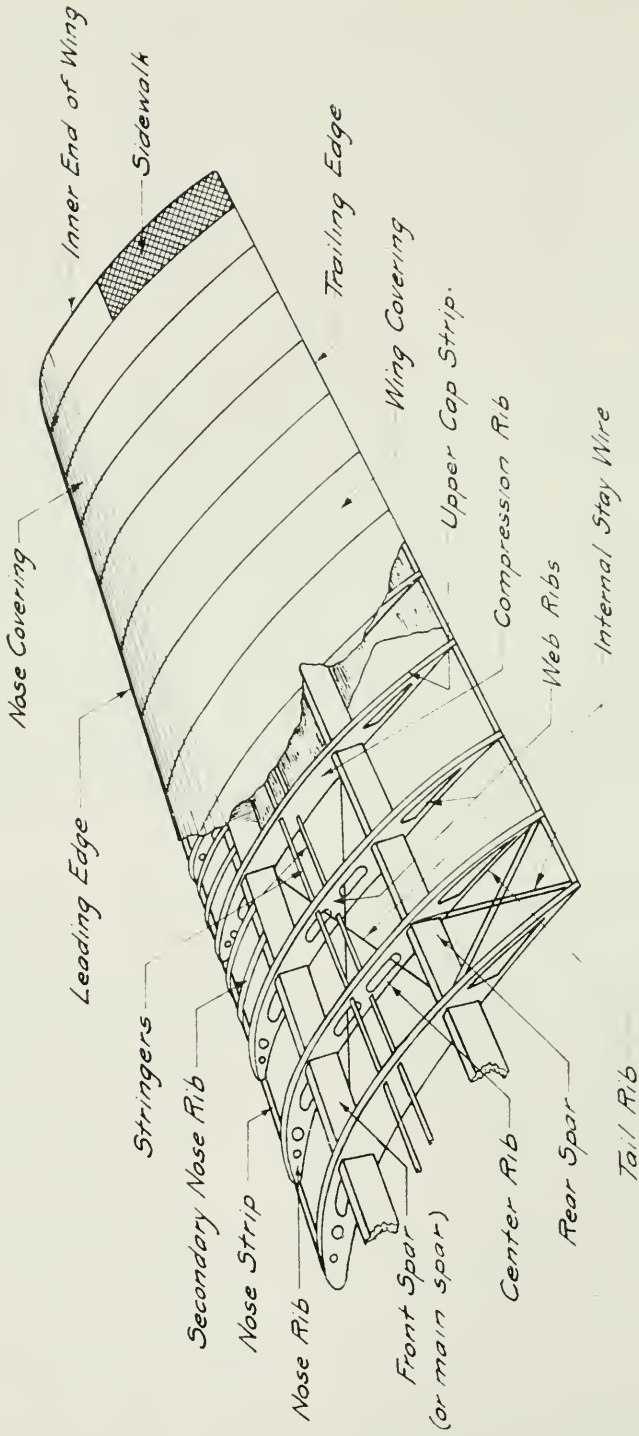 Nose Covering
Leading Edge
Stringers
Secondary Nose Rib
Nose Strip
Nose Rib
Front Spar
(or main spar)
Center Rib
Rear Spar
Tail Rib
Inner End of Wing
Sidewalk
Trailing Edge
Wing Covering
Upper Cap Strip.
Compression Rib
Web Ribs
Internal Stay Wire